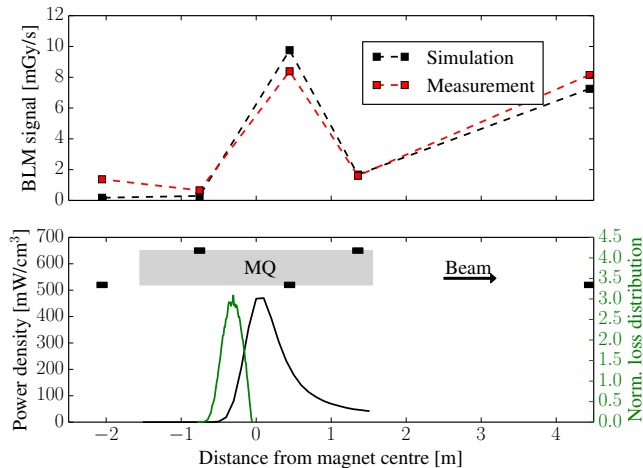 12
10
8
6
4
2
0
BLM signal [mGy/s]
Simulation
Measurement
700
600
500
400
300
200
100
0
Power density [mW/cm³]
MQ
Beam
4.5
4.0
3.5
3.0
2.5
2.0
1.5
1.0
0.5
0.0
Norm. loss distribution
−2 −1 0 1 2 3 4
Distance from magnet centre [m]